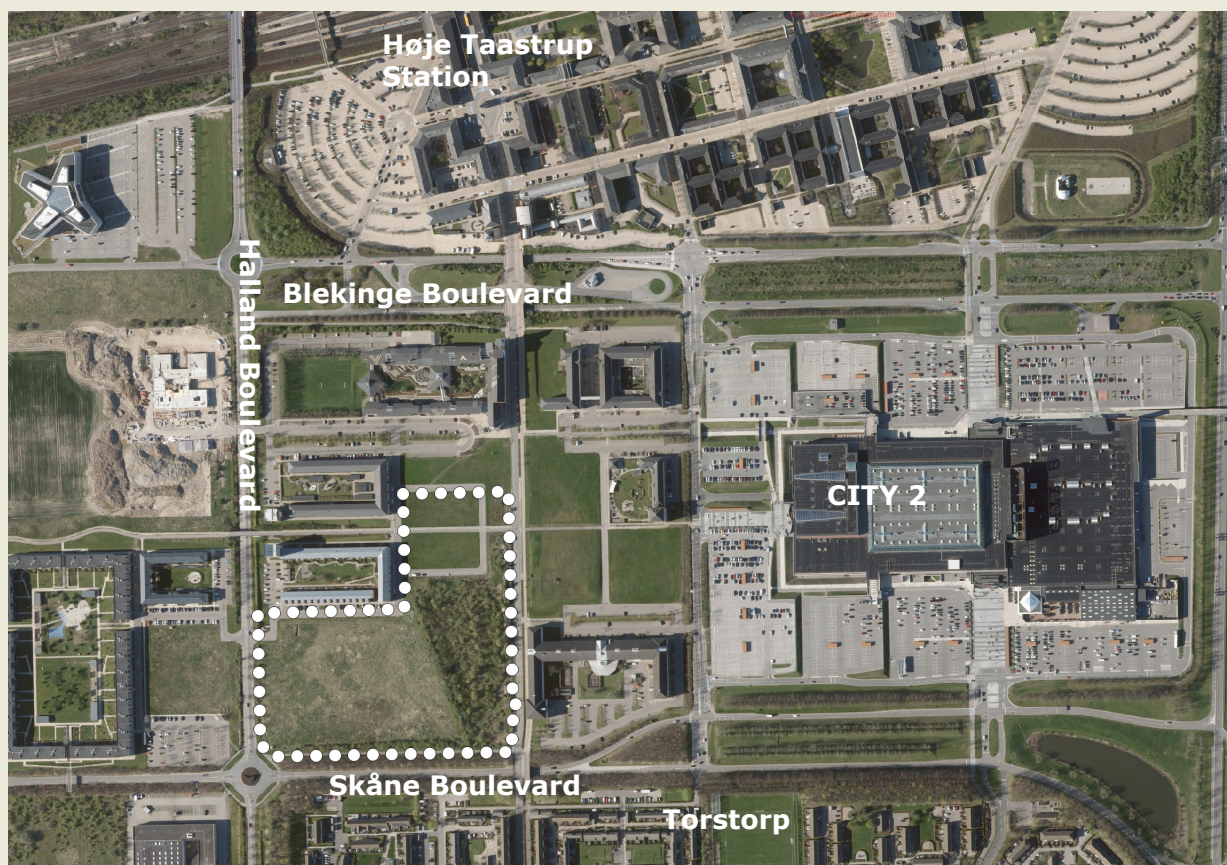 Høje Taastrup
Station
Halland Boulevard
Blekinge Boulevard
CITY 2
Skåne Boulevard
Torstorp